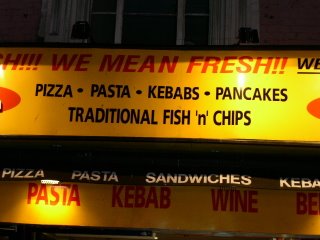 H!!! WE MEAN FRESH!! WE
PIZZA • PASTA • KEBABS • PANCAKES
TRADITIONAL FISH 'n' CHIPS
PIZZA PASTA SANDWICHES KEBA
PASTA KEBAB WINE BE